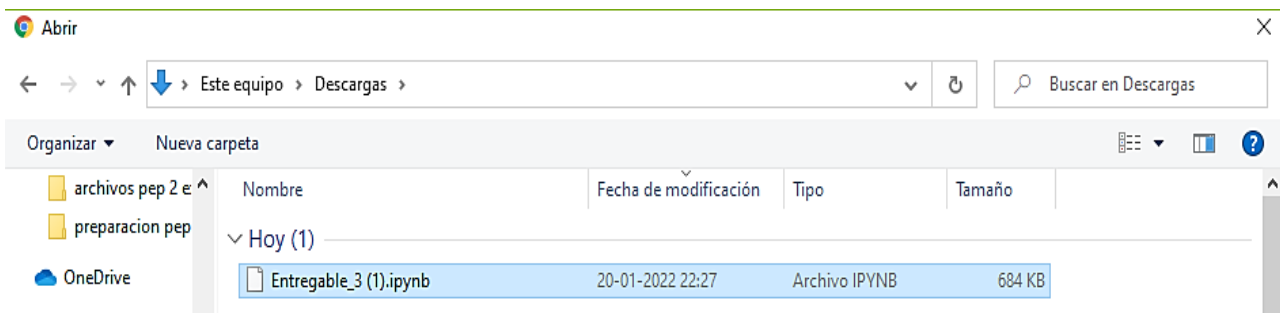 Abrir
Este equipo › Descargas ›
Buscar en Descargas
Organizar
Nueva carpeta
archivos pep 2 e
Nombre
Fecha de modificación
Tipo
Tamaño
preparacion pep
Hoy (1)
OneDrive
Entregable_3 (1).ipynb
20-01-2022 22:27
Archivo IPYNB
684 KB